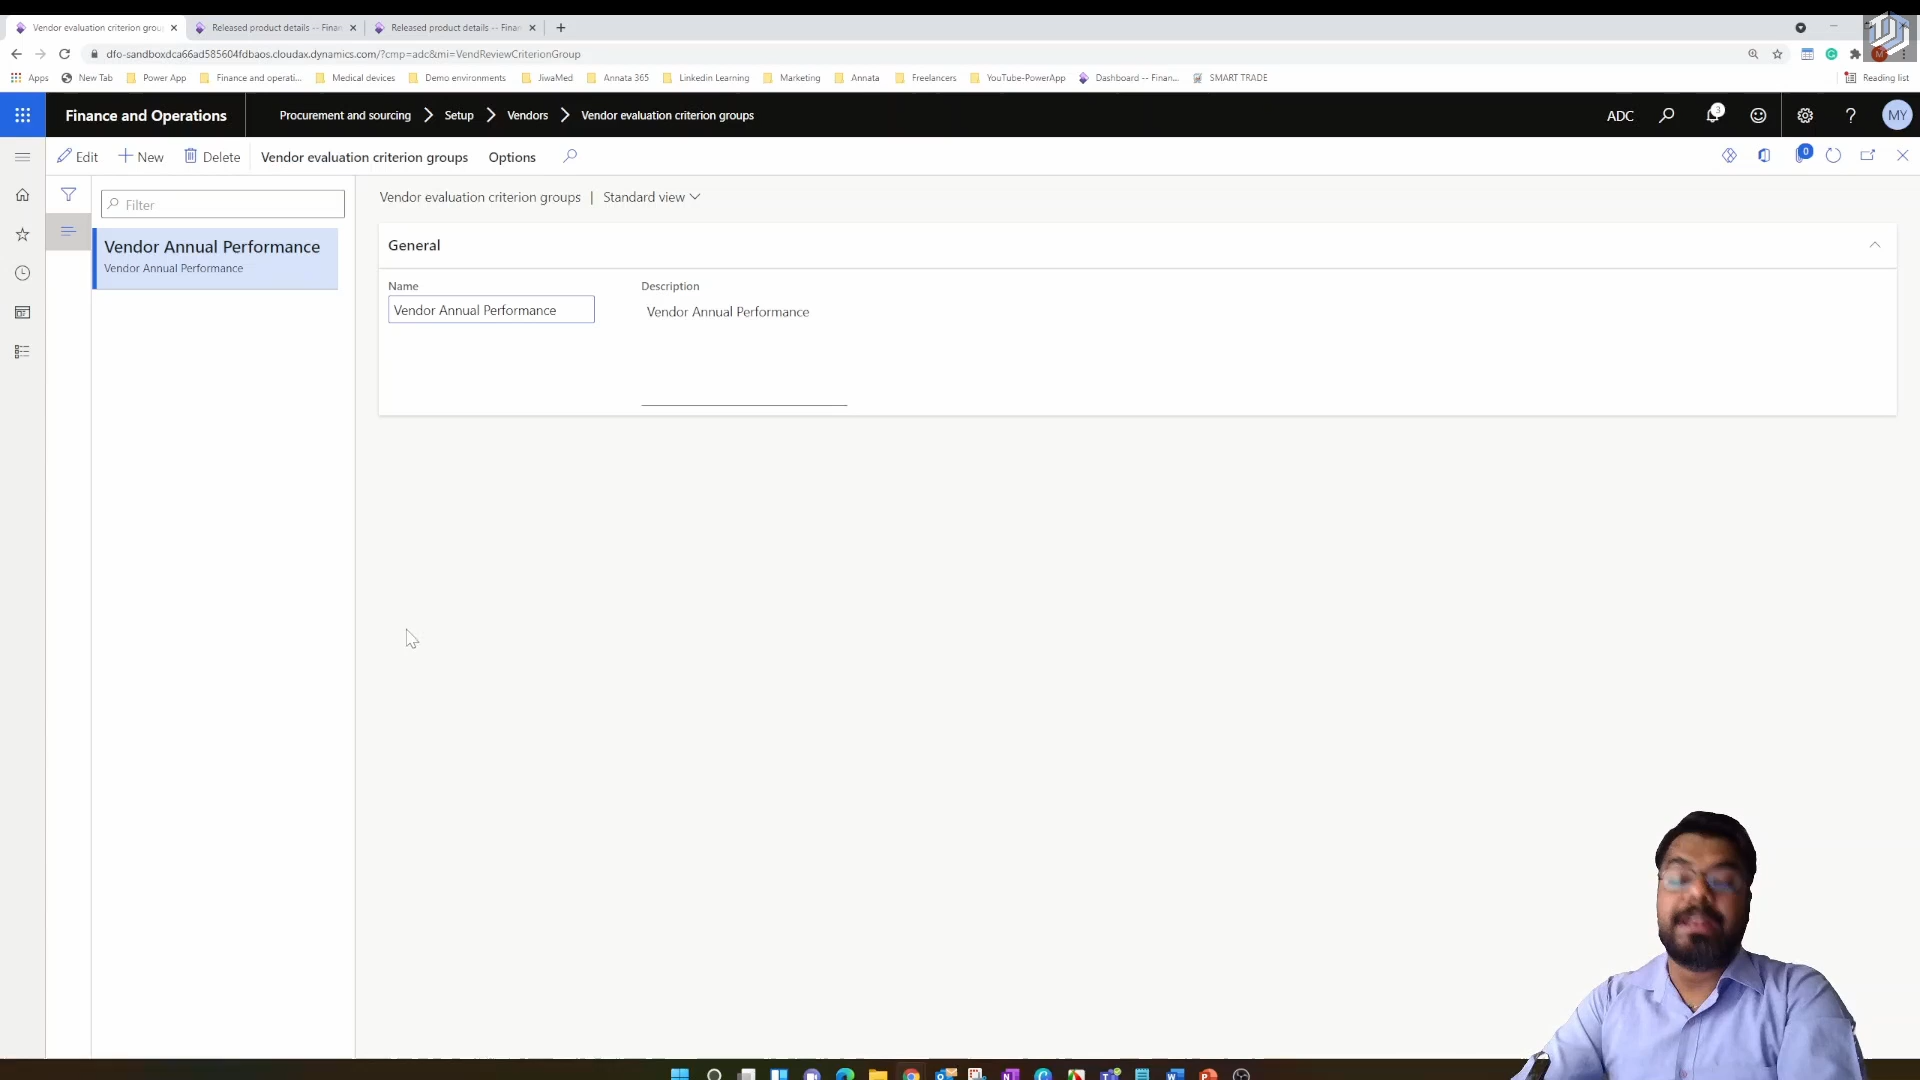 Vendor evaluation criterion grou
Released product details -- Finan
Released product details -- Finan
dfo-sandboxdca66ad585604fdbaos.cloudax.dynamics.com/?cmp=adc&mi=VendReviewCriterionGroup
Apps New Tab Power App Finance and operati... Medical devices Demo environments JiwaMed Annata 365 Linkedin Learning Marketing Annata Freelancers YouTube-PowerApp Dashboard -- Finan... SMART TRADE Reading list
Finance and Operations Procurement and sourcing Setup Vendors Vendor evaluation criterion groups ADC 3 ? MY
Edit New Delete Vendor evaluation criterion groups Options 0
Filter
Vendor Annual Performance
Vendor Annual Performance
Vendor evaluation criterion groups | Standard view
General
Name
Vendor Annual Performance
Description
Vendor Annual Performance